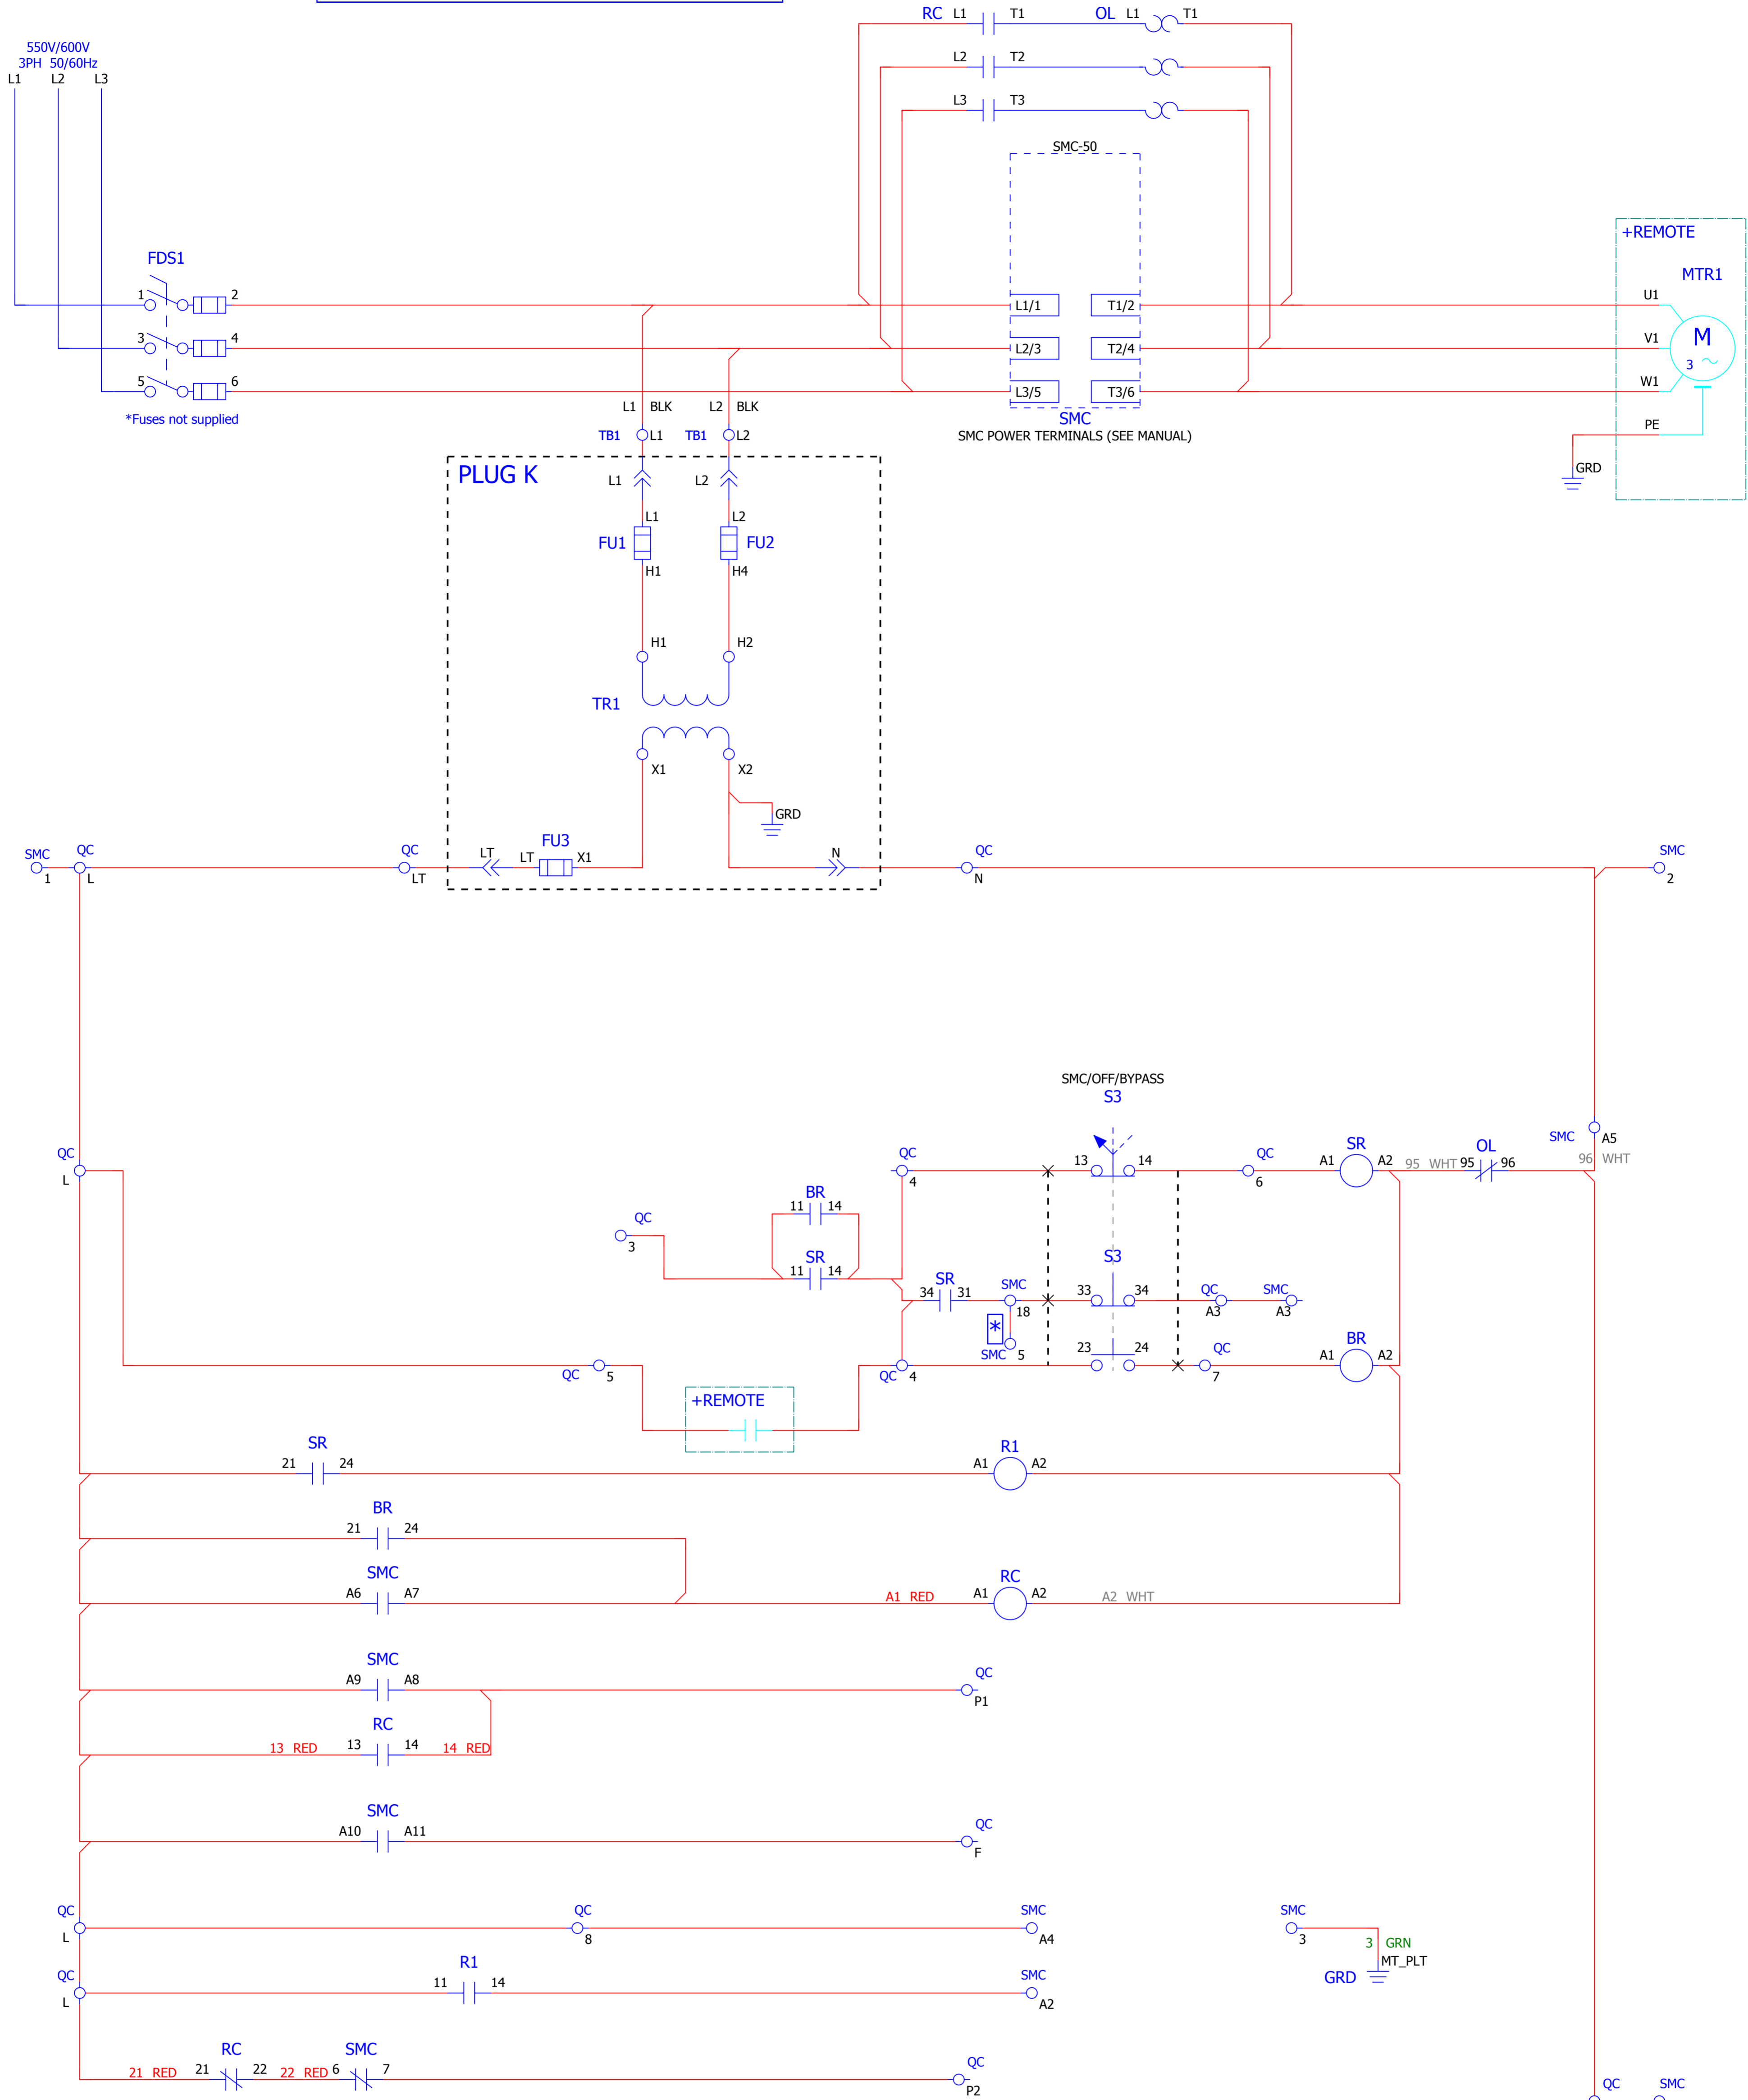 RC L1 T1 OL L1 T1
L2 T2
L3 T3
550V/600V
3PH 50/60Hz
L1 L2 L3
SMC-50
+REMOTE
MTR1
FDS1
1 2 L1/1 T1/2 U1
3 4 L2/3 T2/4 V1
M
3
5 6 L3/5 T3/6 W1
*Fuses not supplied
L1 BLK L2 BLK
SMC
SMC POWER TERMINALS (SEE MANUAL)
PE
TB1 L1 TB1 L2
GRD
PLUG K
L1 L2
L1 L2
FU1 FU2
H1 H4
H1 H2
TR1
X1 X2
GRD
SMC QC QC FU3 QC SMC
LT LT X1 N
1 L LT N 2
SMC/OFF/BYPASS
S3
SMC A5
QC QC 13 14 QC SR OL
A1 A2 95 WHT 95 96 96 WHT
L 4 6
BR
11 14
QC
3
SR S3
11 14
SR SMC QC SMC
34 31 33 34
18 A3 A3
*
SMC 5 23 24 QC BR
A1 A2
QC 5 QC 4 7
+REMOTE
SR R1
21 24 A1 A2
BR
21 24
SMC RC
A6 A7 A1 RED A1 A2 A2 WHT
SMC QC
A9 A8
P1
RC
13 RED 13 14 14 RED
SMC QC
A10 A11
F
QC QC SMC SMC
L 8 A4 3
3 GRN
MT_PLT
GRD
QC R1 SMC
11 14
L A2
RC SMC QC
21 RED 21 22 22 RED 6 7
P2
QC SMC